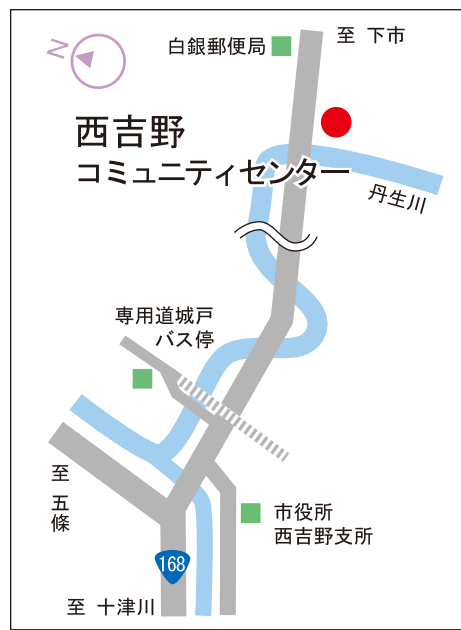 N
白銀郵便局
至 下市
西吉野
コミュニティセンター
丹生川
専用道城戸
バス停
至 五條
市役所
西吉野支所
168
至 十津川